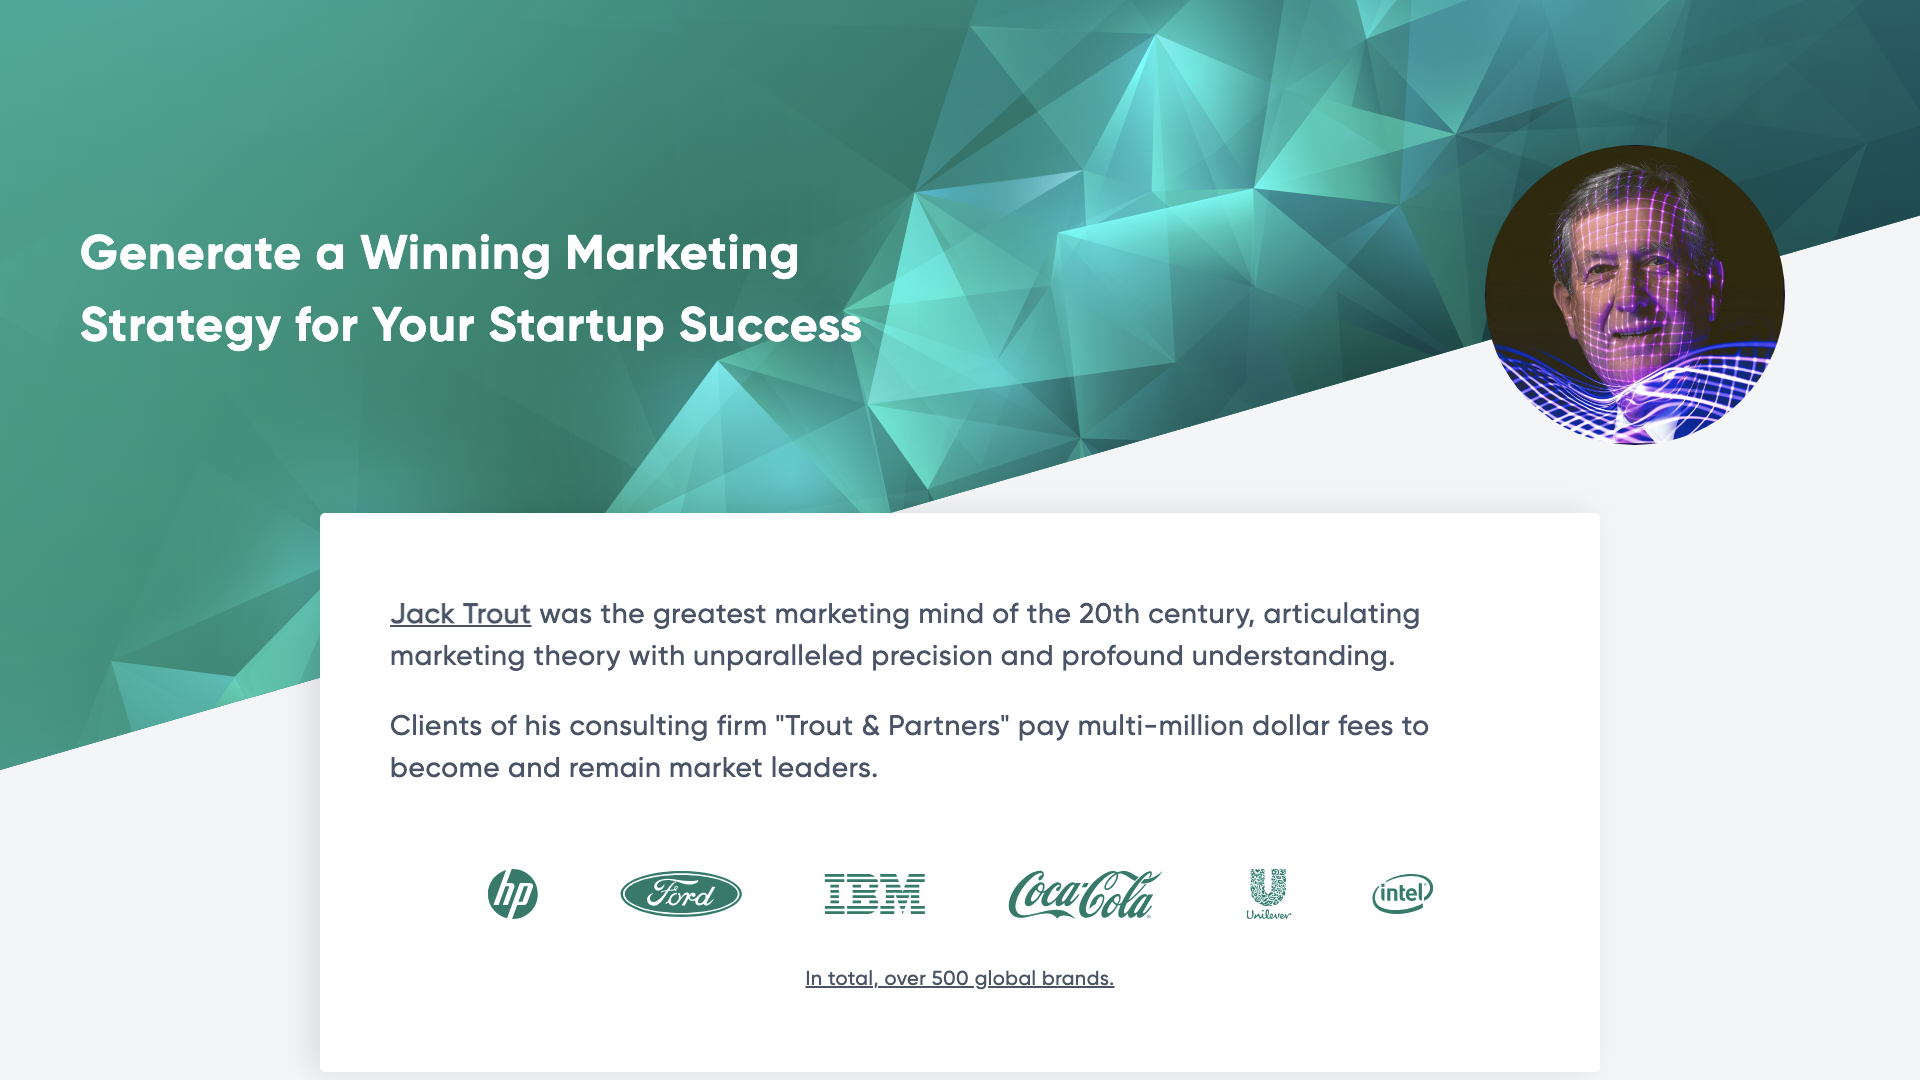 Generate a Winning Marketing
Strategy for Your Startup Success
Jack Trout was the greatest marketing mind of the 20th century, articulating
marketing theory with unparalleled precision and profound understanding.
Clients of his consulting firm "Trout & Partners" pay multi-million dollar fees to
become and remain market leaders.
hp Ford IBM Coca-Cola Unilever intel
In total, over 500 global brands.